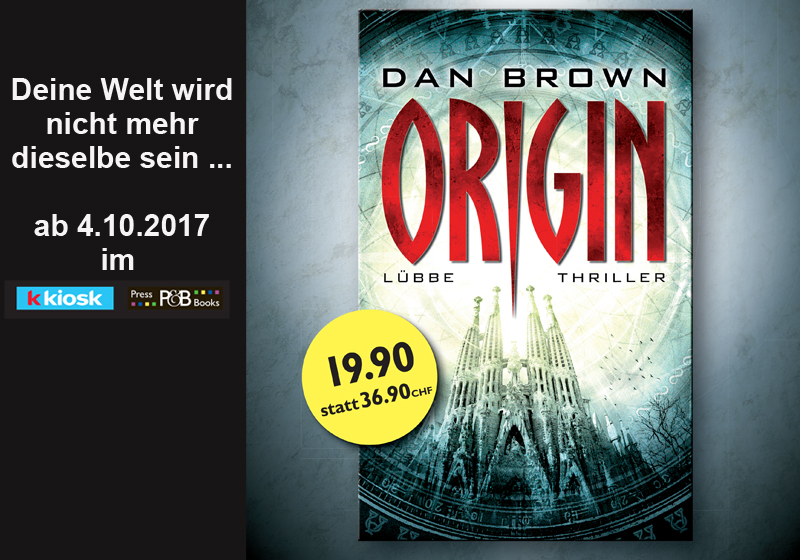 Deine Welt wird
nicht mehr
dieselbe sein ...
ab 4.10.2017
im
k kiosk
Press P&B Books
DAN BROWN
ORIGIN
LÜBBE THRILLER
19.90
statt 36.90 CHF